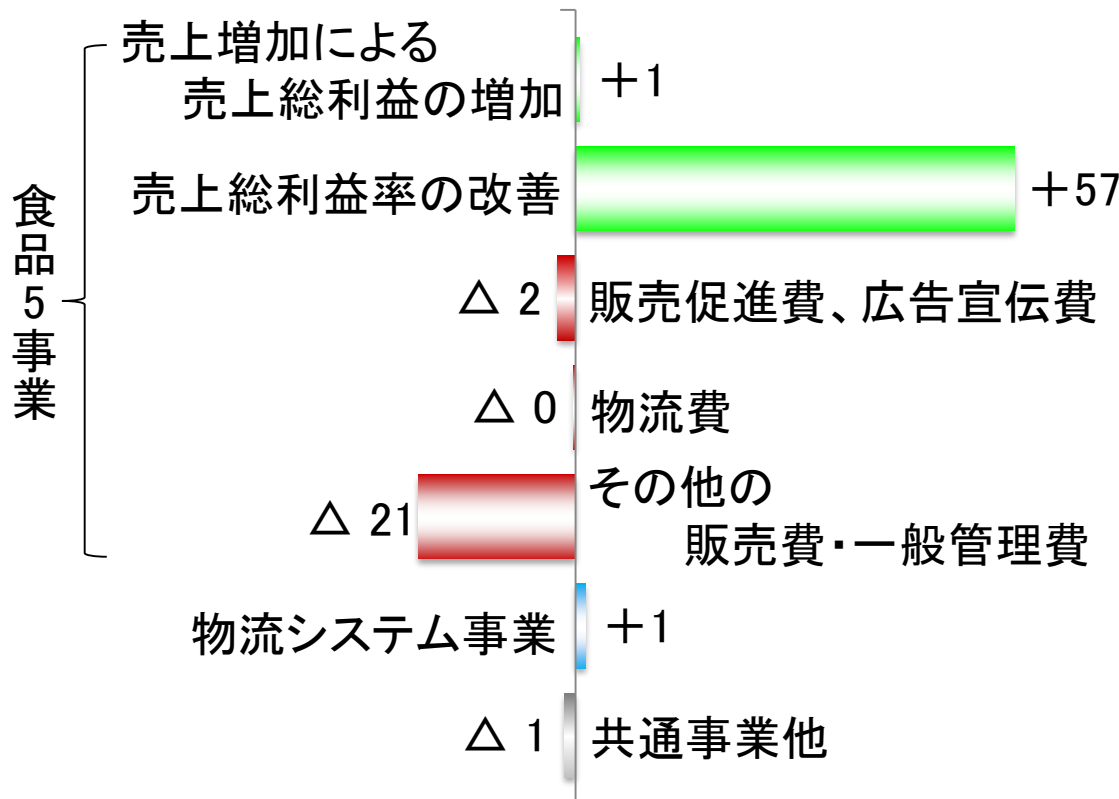 食品5事業
売上増加による
売上総利益の増加
+1
売上総利益率の改善
+57
△ 2
販売促進費、広告宣伝費
△ 0
物流費
△ 21
その他の
販売費・一般管理費
物流システム事業
+1
△ 1
共通事業他